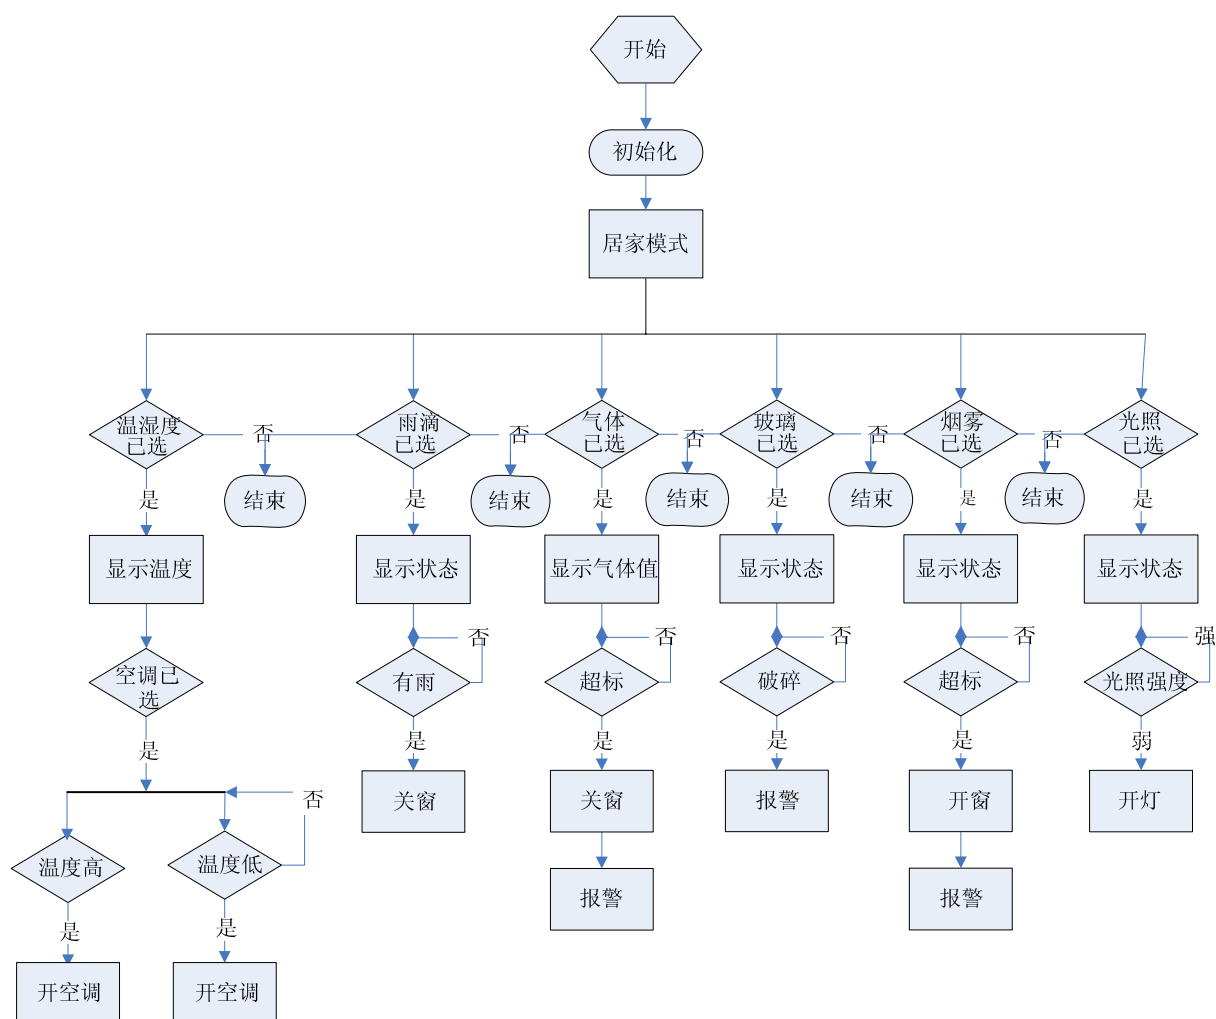 开始
初始化
居家模式
温湿度
已选
否
雨滴
已选
否
气体
已选
否
玻璃
已选
否
烟雾
已选
否
光照
已选
是
结束
是
结束
是
结束
是
结束
是
结束
是
显示温度
显示状态
显示气体值
显示状态
显示状态
显示状态
否
否
否
否
强
空调已
选
有雨
超标
破碎
超标
光照强度
是
是
是
是
是
弱
否
关窗
关窗
报警
开窗
开灯
温度高
温度低
报警
报警
是
是
开空调
开空调